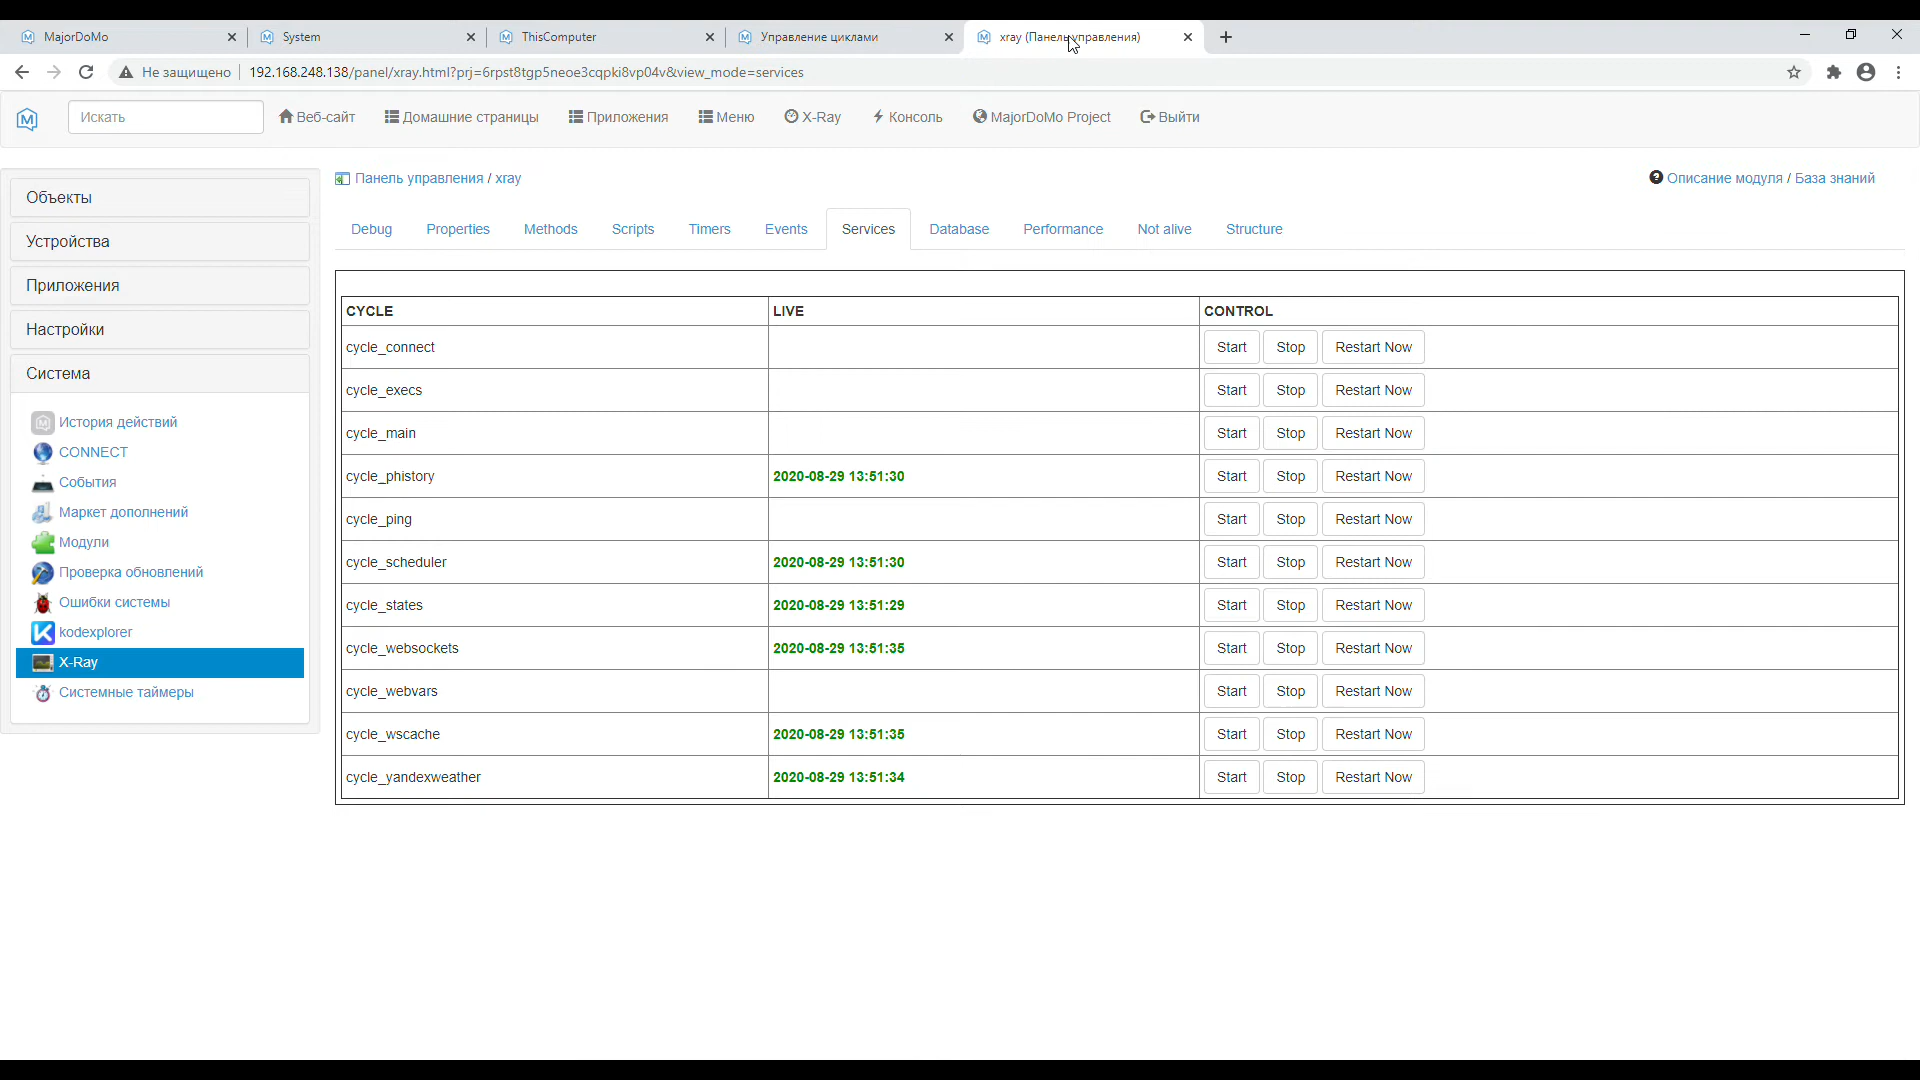 MajorDoMo
System
ThisComputer
Управление циклами
xray (Панель управления)
Не защищено
192.168.248.138/panel/xray.html?prj=6rpst8tgp5neoe3cqpki8vp04v&view_mode=services
Искать
Веб-сайт
Домашние страницы
Приложения
Меню
X-Ray
Консоль
MajorDoMo Project
Выйти
Объекты
Устройства
Приложения
Настройки
Система
История действий
CONNECT
События
Маркет дополнений
Модули
Проверка обновлений
Ошибки системы
kodexplorer
X-Ray
Системные таймеры
Панель управления / xray
Описание модуля / База знаний
Debug Properties Methods Scripts Timers Events Services Database Performance Not alive Structure
CYCLE LIVE CONTROL
cycle_connect Start Stop Restart Now
cycle_execs Start Stop Restart Now
cycle_main Start Stop Restart Now
cycle_phistory 2020-08-29 13:51:30 Start Stop Restart Now
cycle_ping Start Stop Restart Now
cycle_scheduler 2020-08-29 13:51:30 Start Stop Restart Now
cycle_states 2020-08-29 13:51:29 Start Stop Restart Now
cycle_websockets 2020-08-29 13:51:35 Start Stop Restart Now
cycle_webvars Start Stop Restart Now
cycle_wscache 2020-08-29 13:51:35 Start Stop Restart Now
cycle_yandexweather 2020-08-29 13:51:34 Start Stop Restart Now